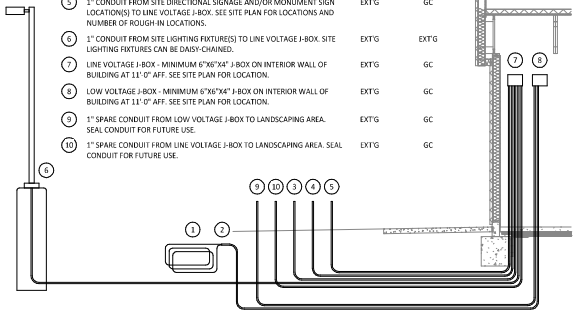 5 1" CONDUIT FROM SITE DIRECTIONAL SIGNAGE AND/OR MONUMENT SIGN EXT'G GC
LOCATION(S) TO LINE VOLTAGE J-BOX. SEE SITE PLAN FOR LOCATIONS AND
NUMBER OF ROUGH-IN LOCATIONS.
6 1" CONDUIT FROM SITE LIGHTING FIXTURE(S) TO LINE VOLTAGE J-BOX. SITE EXT'G EXT'G
LIGHTING FIXTURES CAN BE DAISY-CHAINED.
7 LINE VOLTAGE J-BOX - MINIMUM 6"X6"X4" J-BOX ON INTERIOR WALL OF EXT'G GC
BUILDING AT 11'-0" AFF. SEE SITE PLAN FOR LOCATION.
8 LOW VOLTAGE J-BOX - MINIMUM 6"X6"X4" J-BOX ON INTERIOR WALL OF EXT'G GC
BUILDING AT 11'-0" AFF. SEE SITE PLAN FOR LOCATION.
9 1" SPARE CONDUIT FROM LOW VOLTAGE J-BOX TO LANDSCAPING AREA. EXT'G GC
SEAL CONDUIT FOR FUTURE USE.
10 1" SPARE CONDUIT FROM LINE VOLTAGE J-BOX TO LANDSCAPING AREA. SEAL EXT'G GC
CONDUIT FOR FUTURE USE.
7 8
6
9 10 3 4 5
1 2